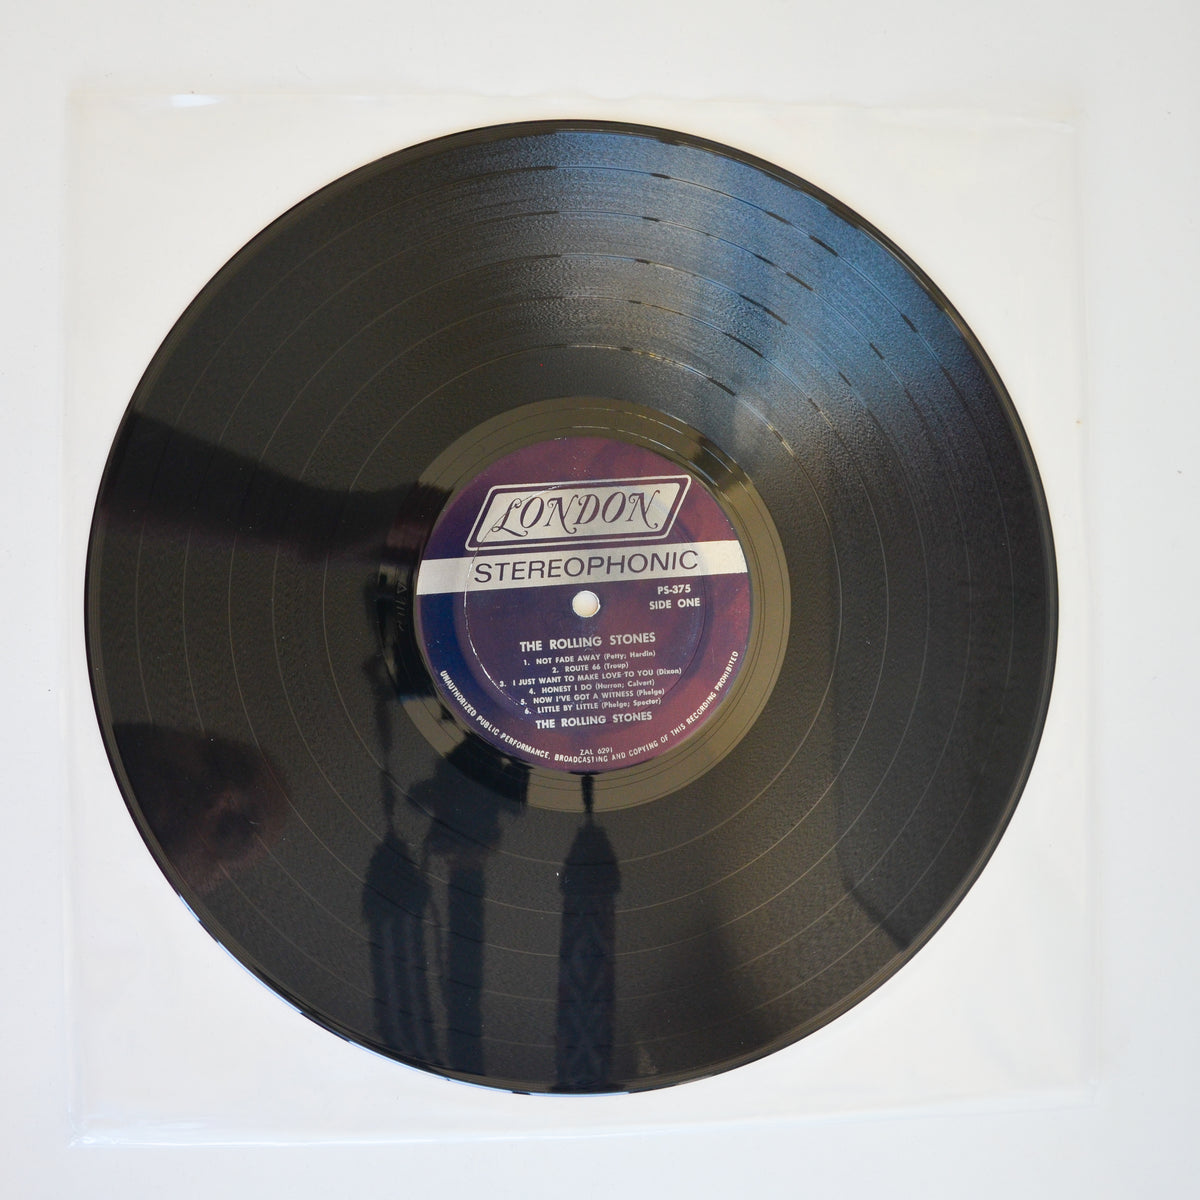 LONDON
STEREOPHONIC
PS-375
SIDE ONE
THE ROLLING STONES
1. NOT FADE AWAY (Petty; Hardin)
2. ROUTE 66 (Troup)
3. I JUST WANT TO MAKE LOVE TO YOU (Dixon)
4. HONEST I DO (Hurron; Calvert)
5. NOW I'VE GOT A WITNESS (Phelge)
6. LITTLE BY LITTLE (Phelge; Spector)
THE ROLLING STONES
ZAL 6291
UNAUTHORIZED PUBLIC PERFORMANCE, BROADCASTING AND COPYING OF THIS RECORDING PROHIBITED